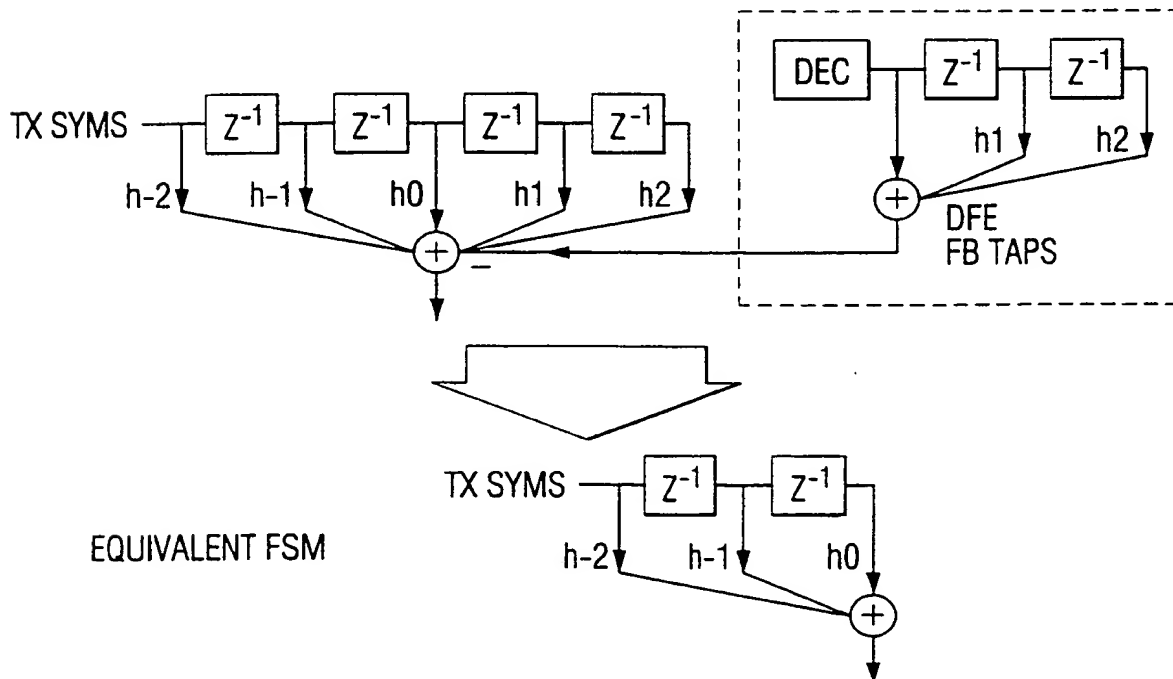 DEC Z-1 Z-1
TX SYMS Z-1 Z-1 Z-1 Z-1
h1 h2
h-2 h-1 h0 h1 h2
+
DFE
FB TAPS
+ −
TX SYMS Z-1 Z-1
EQUIVALENT FSM
h-2 h-1 h0
+